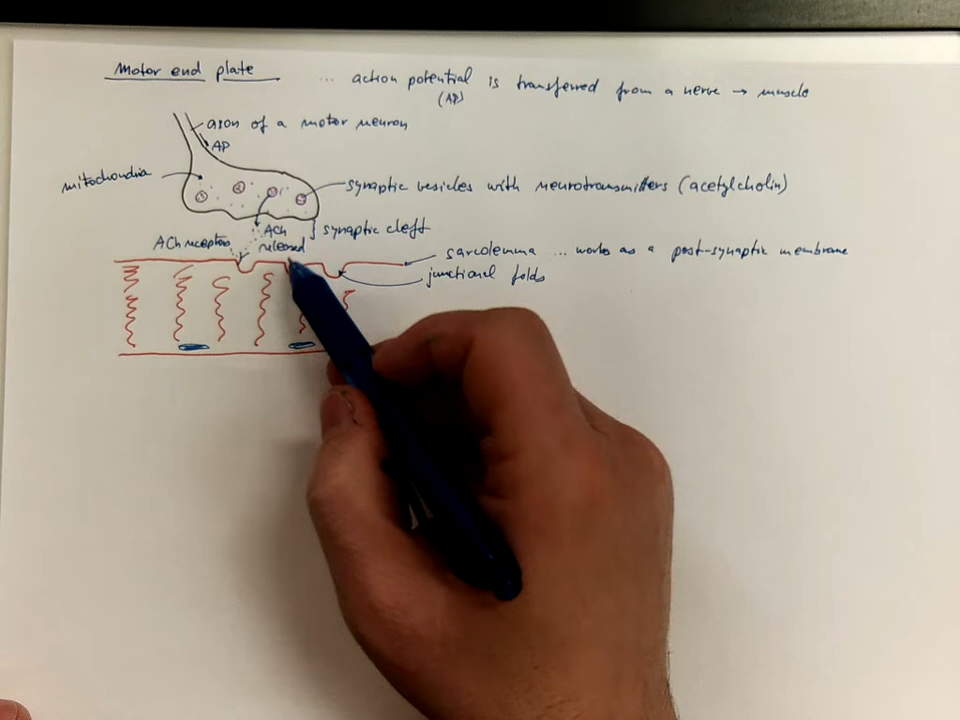 Motor end plate ... action potential is transferred from a nerve → muscle
(AP)
axon of a motor neuron
AP
mitochondria
synaptic vesicles with neurotransmitters (acetylcholin)
ACh released
synaptic cleft
ACh receptors
sarcolemma ... works as a post-synaptic membrane
junctional folds